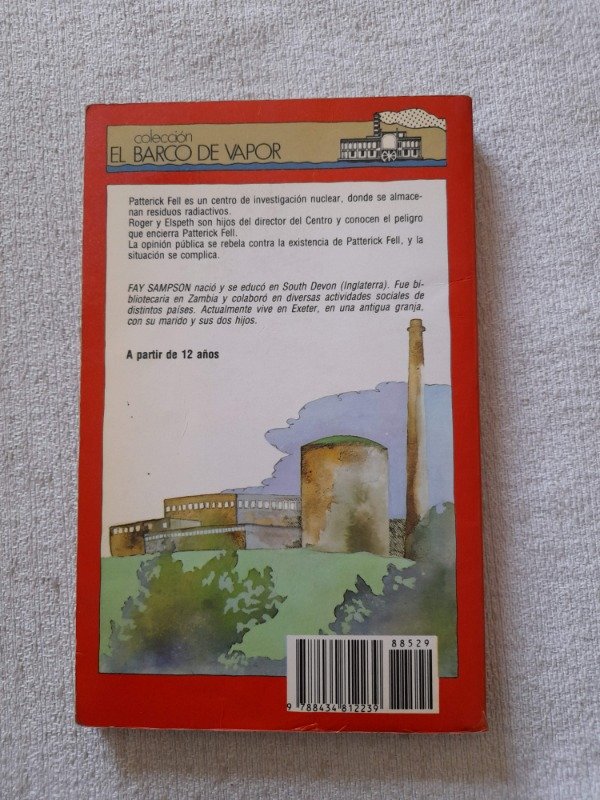 colección
EL BARCO DE VAPOR
Patterick Fell es un centro de investigación nuclear, donde se almace-
nan residuos radiactivos.
Roger y Elspeth son hijos del director del Centro y conocen el peligro
que encierra Patterick Fell.
La opinión pública se rebela contra la existencia de Patterick Fell, y la
situación se complica.
FAY SAMPSON nació y se educó en South Devon (Inglaterra). Fue bi-
bliotecaria en Zambia y colaboró en diversas actividades sociales de
distintos países. Actualmente vive en Exeter, en una antigua granja,
con su marido y sus dos hijos.
A partir de 12 años
88529
9 788434 812239